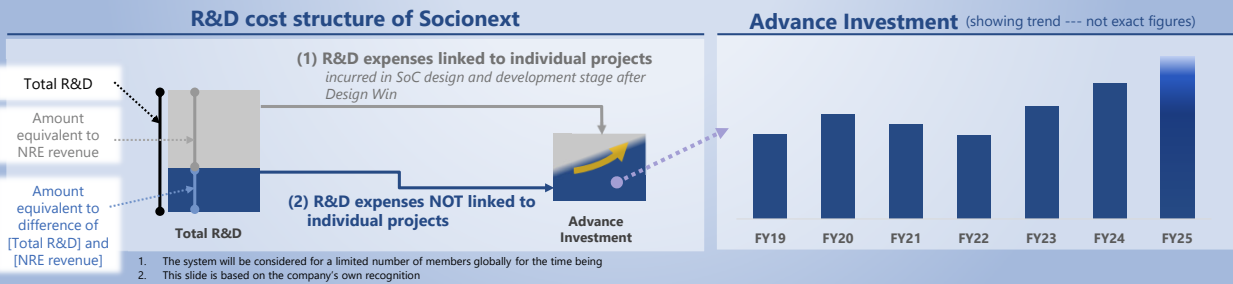 R&D cost structure of Socionext
(1) R&D expenses linked to individual projects
incurred in SoC design and development stage after
Design Win
Total R&D
Amount
equivalent to
NRE revenue
Amount
equivalent to
difference of
[Total R&D] and
[NRE revenue]
(2) R&D expenses NOT linked to
individual projects
Total R&D
Advance
Investment
1. The system will be considered for a limited number of members globally for the time being
2. This slide is based on the company's own recognition
Advance Investment (showing trend --- not exact figures)
FY19 FY20 FY21 FY22 FY23 FY24 FY25